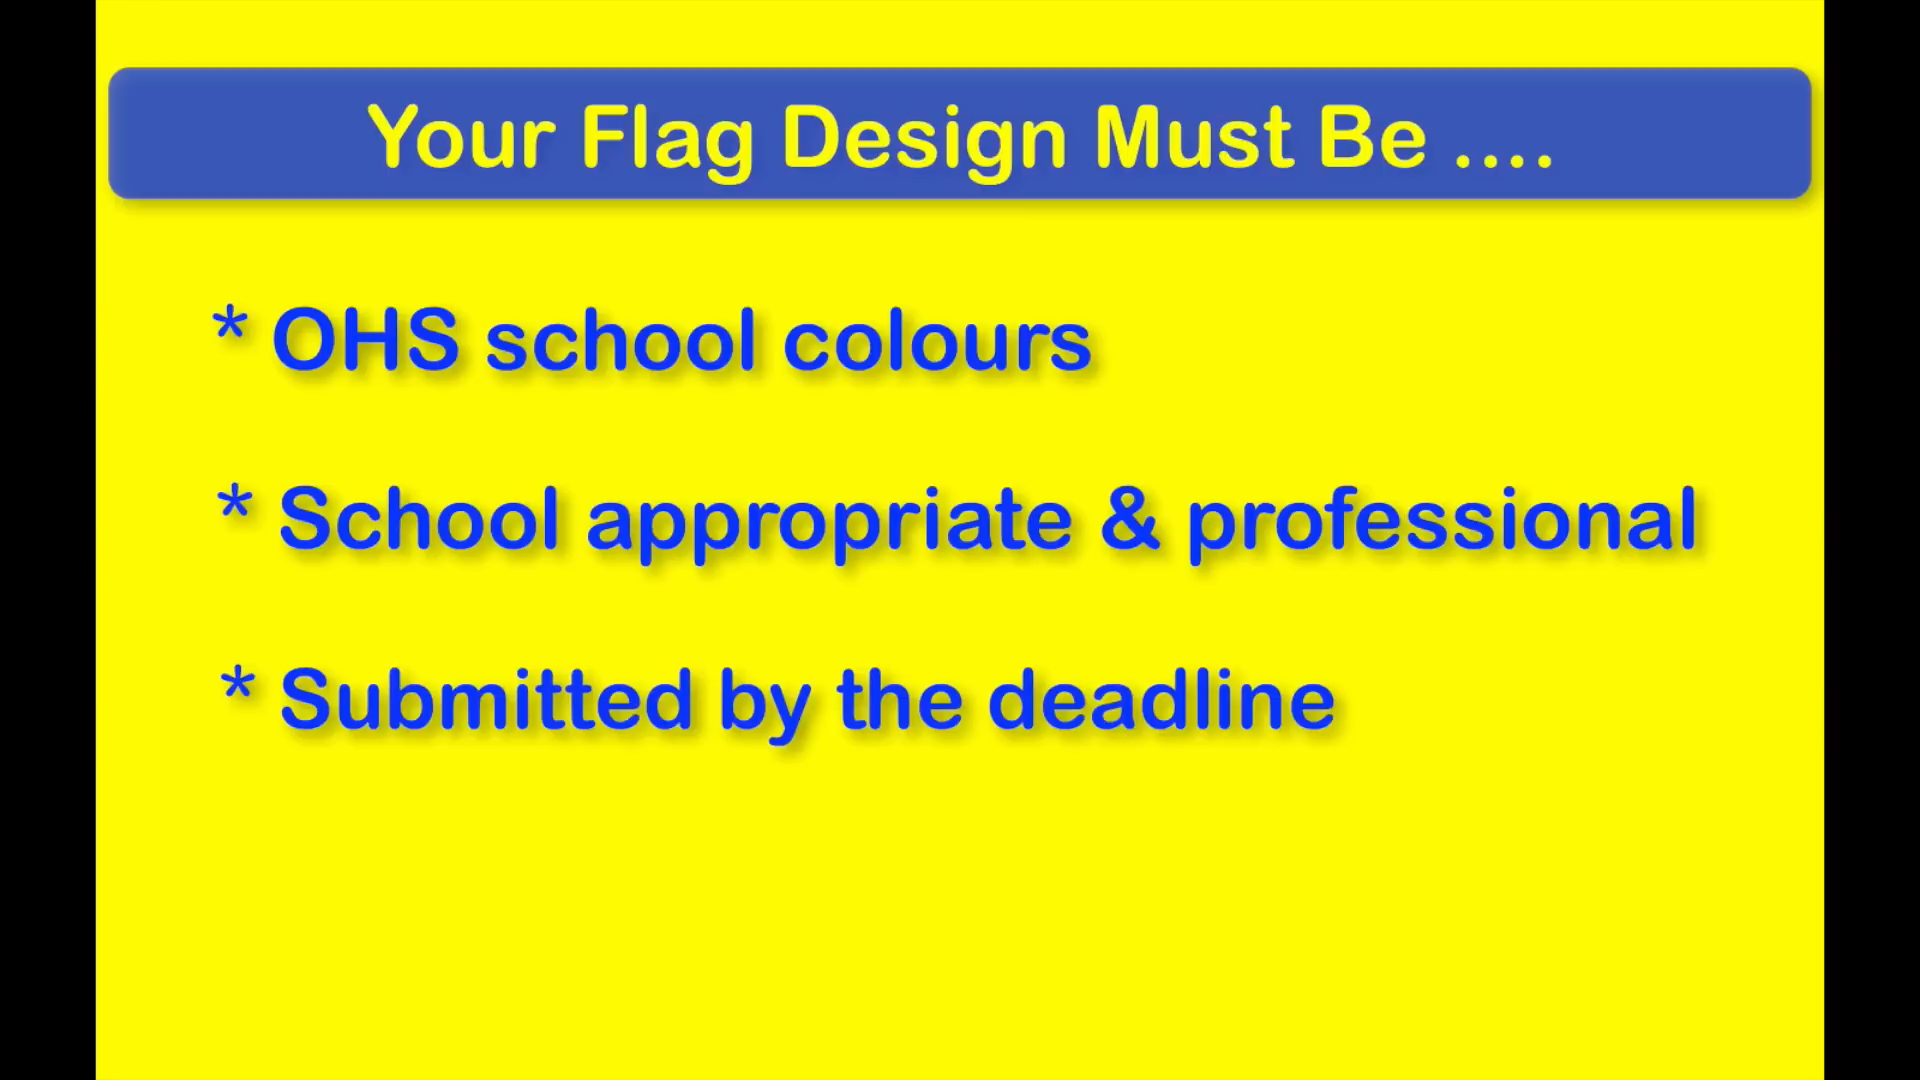 Your Flag Design Must Be ....
* OHS school colours
* School appropriate & professional
* Submitted by the deadline